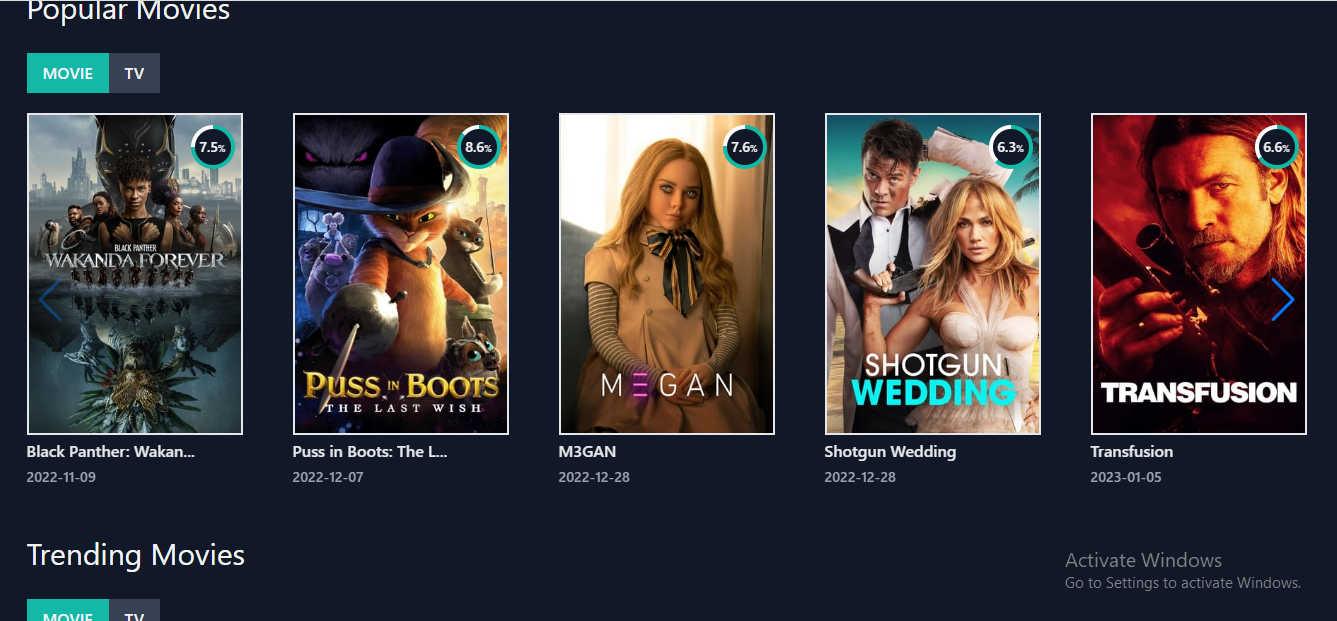 Popular Movies
MOVIE TV
7.5%
8.6%
7.6%
6.3%
6.6%
BLACK PANTHER
WAKANDA FOREVER
PUSS IN BOOTS
THE LAST WISH
M3GAN
SHOTGUN
WEDDING
TRANSFUSION
Black Panther: Wakan...
2022-11-09
Puss in Boots: The L...
2022-12-07
M3GAN
2022-12-28
Shotgun Wedding
2022-12-28
Transfusion
2023-01-05
Trending Movies
Activate Windows
Go to Settings to activate Windows.
MOVIE TV